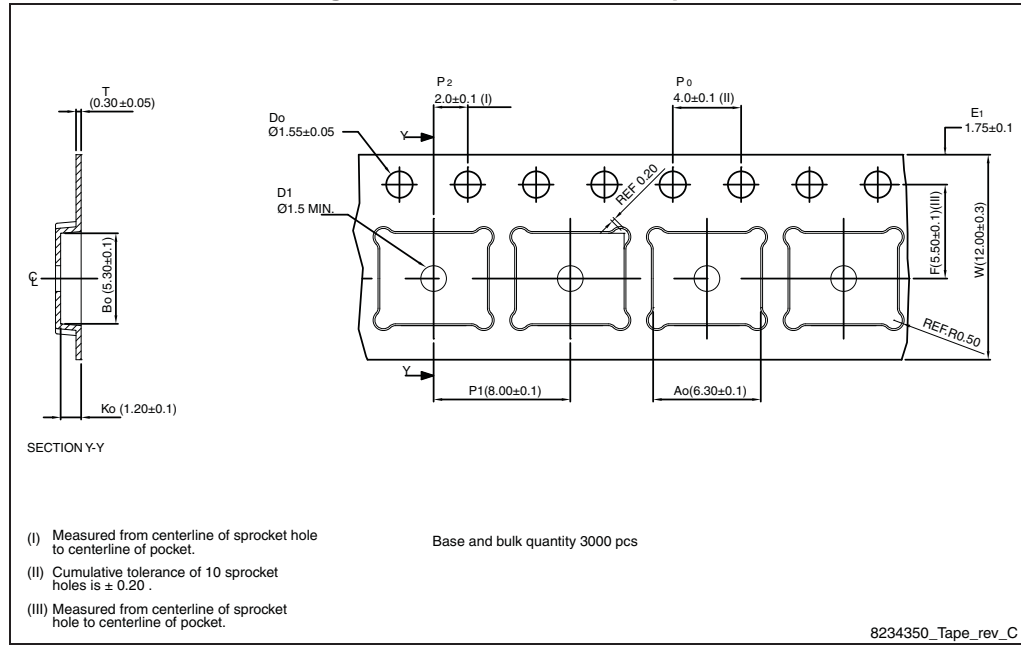 T
(0.30±0.05)
P2
2.0±0.1 (I)
P0
4.0±0.1 (II)
E1
1.75±0.1
Do
Ø1.55±0.05
Y
D1
Ø1.5 MIN.
REF 0.20
F(5.50±0.1)(III)
W(12.00±0.3)
CL
Bo (5.30±0.1)
REF.R0.50
Y
P1(8.00±0.1)
Ao(6.30±0.1)
Ko (1.20±0.1)
SECTION Y-Y
(I) Measured from centerline of sprocket hole
to centerline of pocket.
Base and bulk quantity 3000 pcs
(II) Cumulative tolerance of 10 sprocket
holes is ± 0.20 .
(III) Measured from centerline of sprocket
hole to centerline of pocket.
8234350_Tape_rev_C